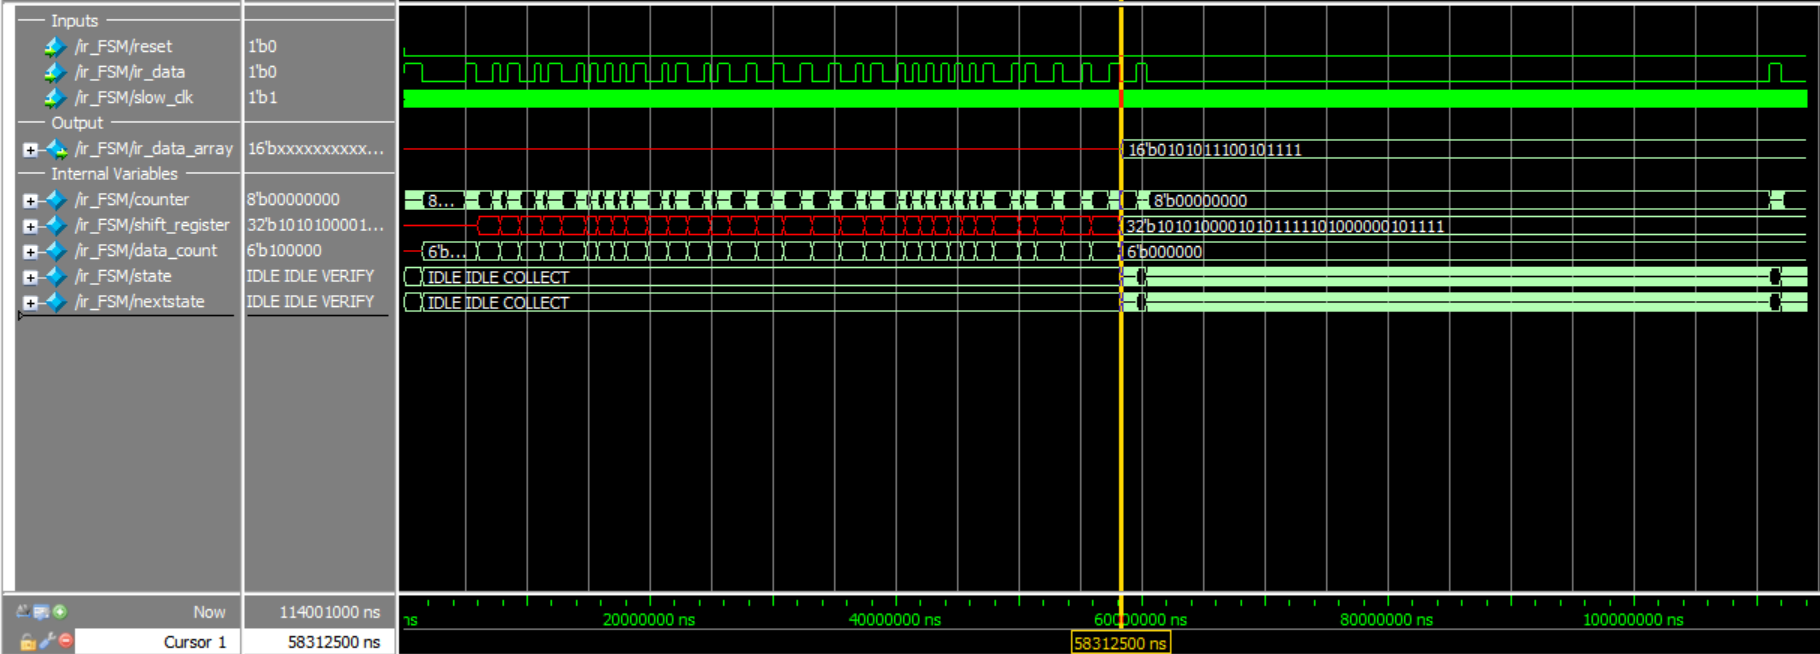 Inputs
/ir_FSM/reset 1'b0
/ir_FSM/ir_data 1'b0
/ir_FSM/slow_clk 1'b1
Output
/ir_FSM/ir_data_array 16'bxxxxxxxxxx... 16'b0101011100101111
Internal Variables
/ir_FSM/counter 8'b00000000 8... 8'b00000000
/ir_FSM/shift_register 32'b1010100001... 32'b10101000010101111101000000101111
/ir_FSM/data_count 6'b100000 6'b... 6'b000000
/ir_FSM/state IDLE IDLE VERIFY IDLE IDLE COLLECT
/ir_FSM/nextstate IDLE IDLE VERIFY IDLE IDLE COLLECT
Now 114001000 ns ns 20000000 ns 40000000 ns 60000000 ns 80000000 ns 100000000 ns
Cursor 1 58312500 ns 58312500 ns